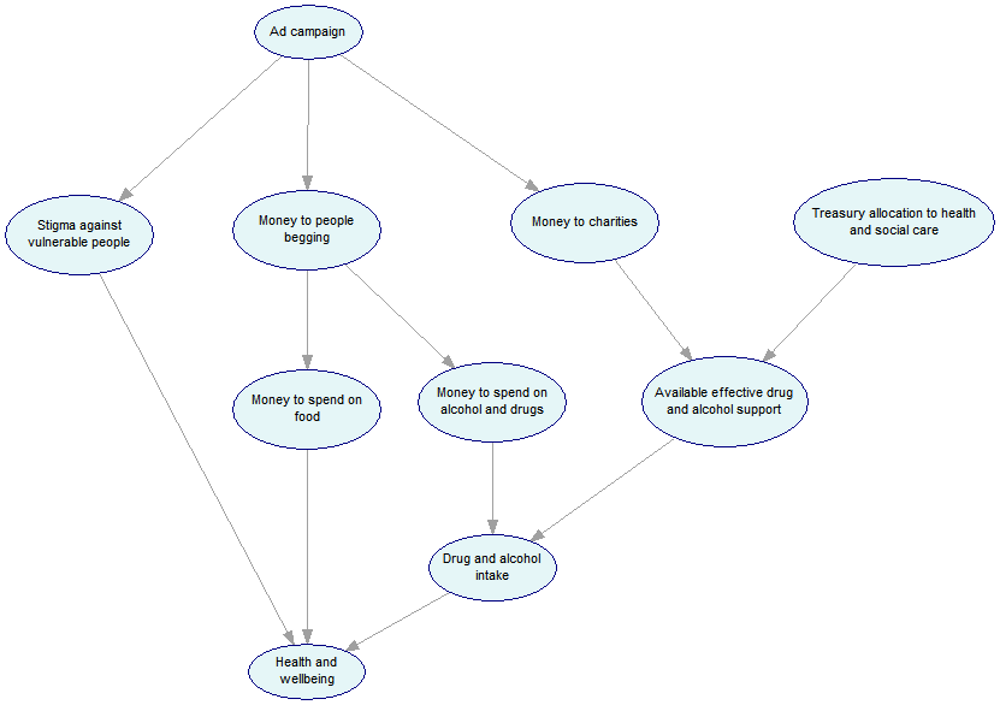 Ad campaign
Stigma against
vulnerable people
Money to people
begging
Money to charities
Treasury allocation to health
and social care
Money to spend on
food
Money to spend on
alcohol and drugs
Available effective drug
and alcohol support
Drug and alcohol
intake
Health and
wellbeing